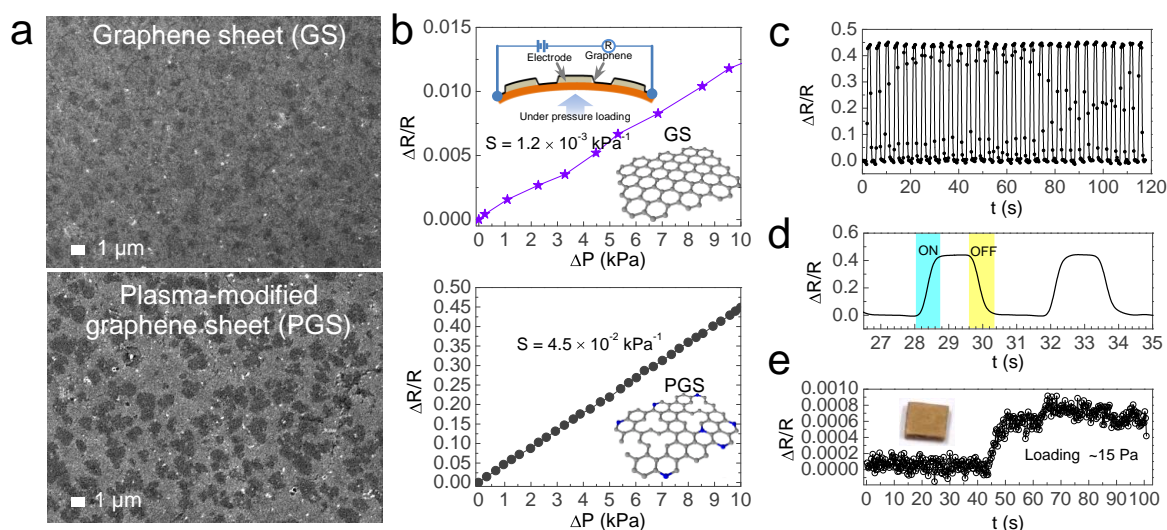 a
Graphene sheet (GS)
1 μm
Plasma-modified
graphene sheet (PGS)
1 μm
b
0.015
0.012
0.010
0.005
0.000
ΔR/R
R
Electrode
Graphene
Under pressure loading
S = 1.2 × 10⁻³ kPa⁻¹
GS
0 1 2 3 4 5 6 7 8 9 10
ΔP (kPa)
0.50
0.45
0.40
0.35
0.30
0.25
0.20
0.15
0.10
0.05
0.00
ΔR/R
S = 4.5 × 10⁻² kPa⁻¹
PGS
0 1 2 3 4 5 6 7 8 9 10
ΔP (kPa)
c
0.5
0.4
0.3
0.2
0.1
0.0
ΔR/R
0 20 40 60 80 100 120
t (s)
d
0.6
0.4
0.2
0.0
ΔR/R
ON
OFF
27 28 29 30 31 32 33 34 35
t (s)
e
0.0010
0.0008
0.0006
0.0004
0.0002
0.0000
ΔR/R
Loading ~15 Pa
0 10 20 30 40 50 60 70 80 90 100
t (s)